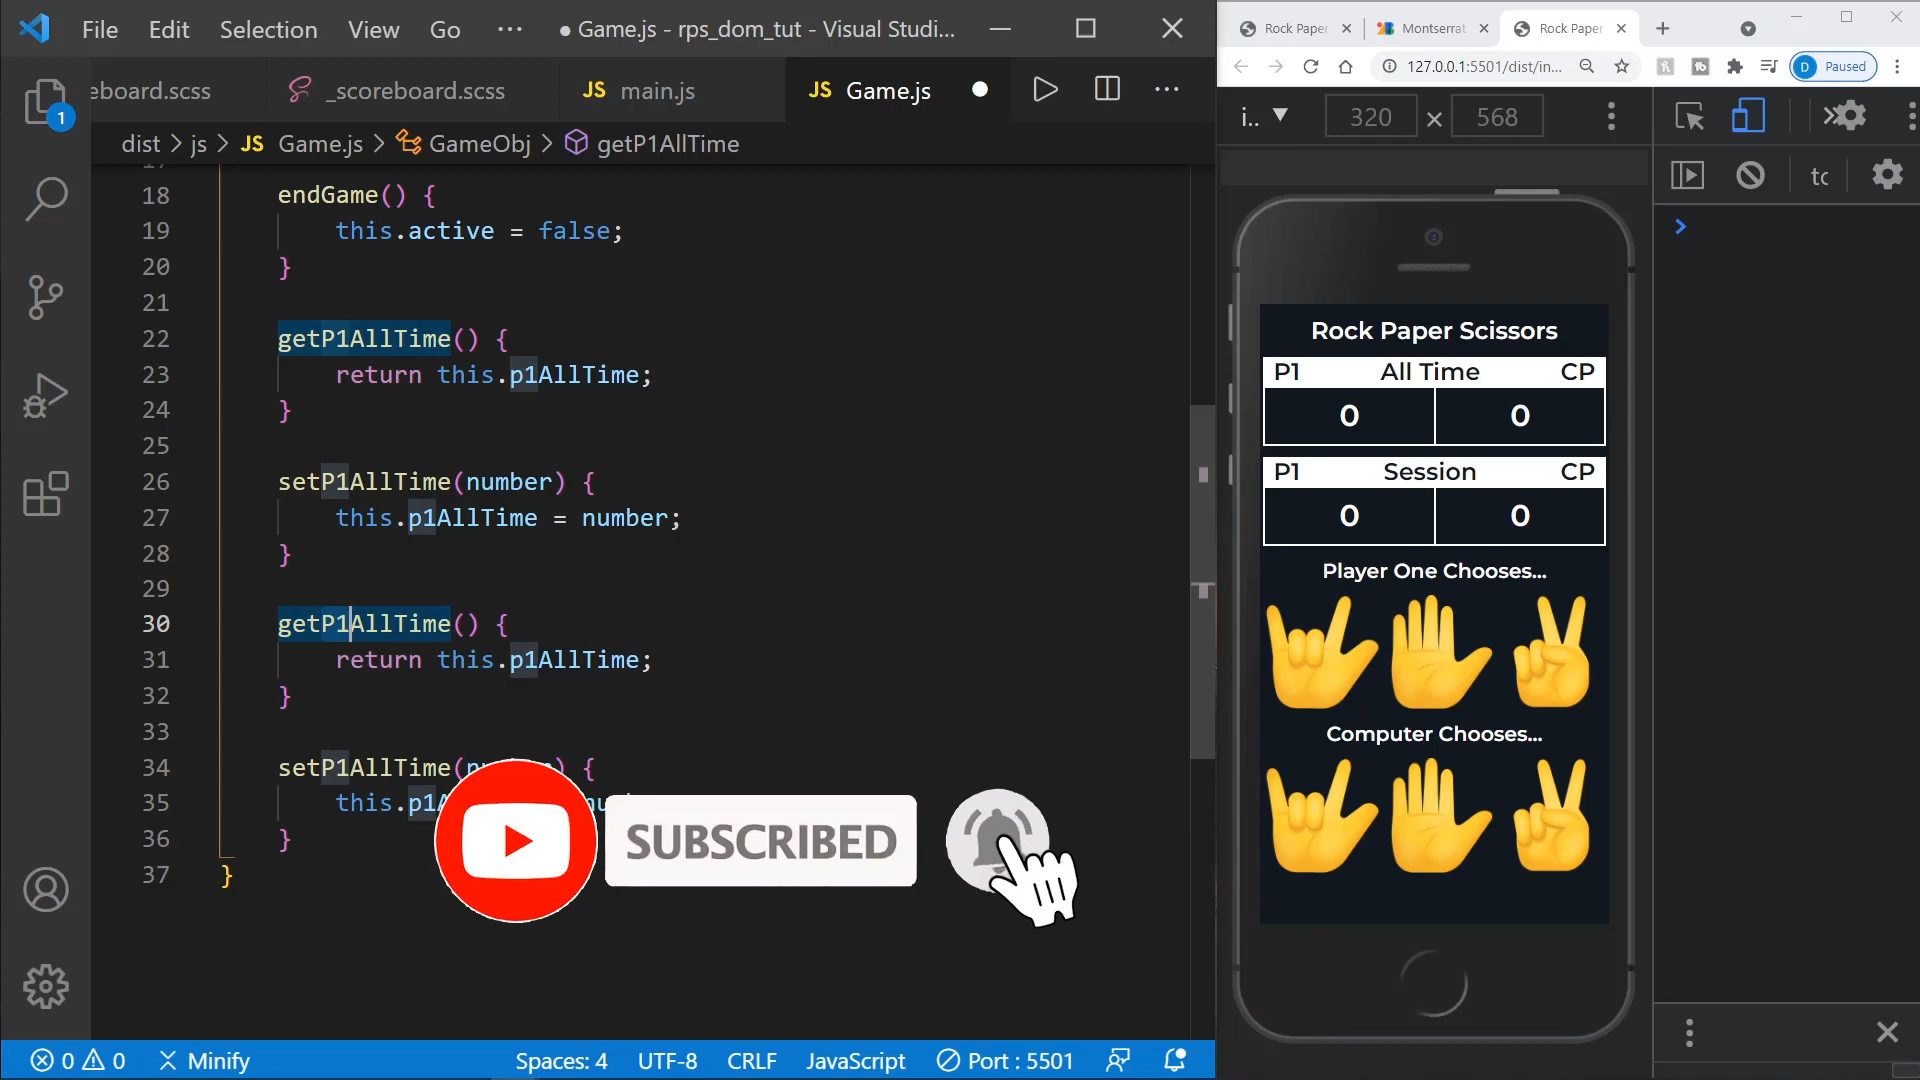 File Edit Selection View Go ··· ● Game.js - rps_dom_tut - Visual Studi...
eboard.scss _scoreboard.scss JS main.js JS Game.js ● ···
dist > js > JS Game.js > GameObj > getP1AllTime
18 endGame() {
19 this.active = false;
20 }
21
22 getP1AllTime() {
23 return this.p1AllTime;
24 }
25
26 setP1AllTime(number) {
27 this.p1AllTime = number;
28 }
29
30 getP1AllTime() {
31 return this.p1AllTime;
32 }
33
34 setP1AllTime( ) {
35 this.p1A
36 }
37 }
SUBSCRIBED
1
0 0 Minify Spaces: 4 UTF-8 CRLF JavaScript Port : 5501
Rock Paper Montserrat Rock Paper
127.0.0.1:5501/dist/in... D Paused
i.. ▼ 320 × 568
Rock Paper Scissors
P1 All Time CP
0 0
P1 Session CP
0 0
Player One Chooses...
Computer Chooses...